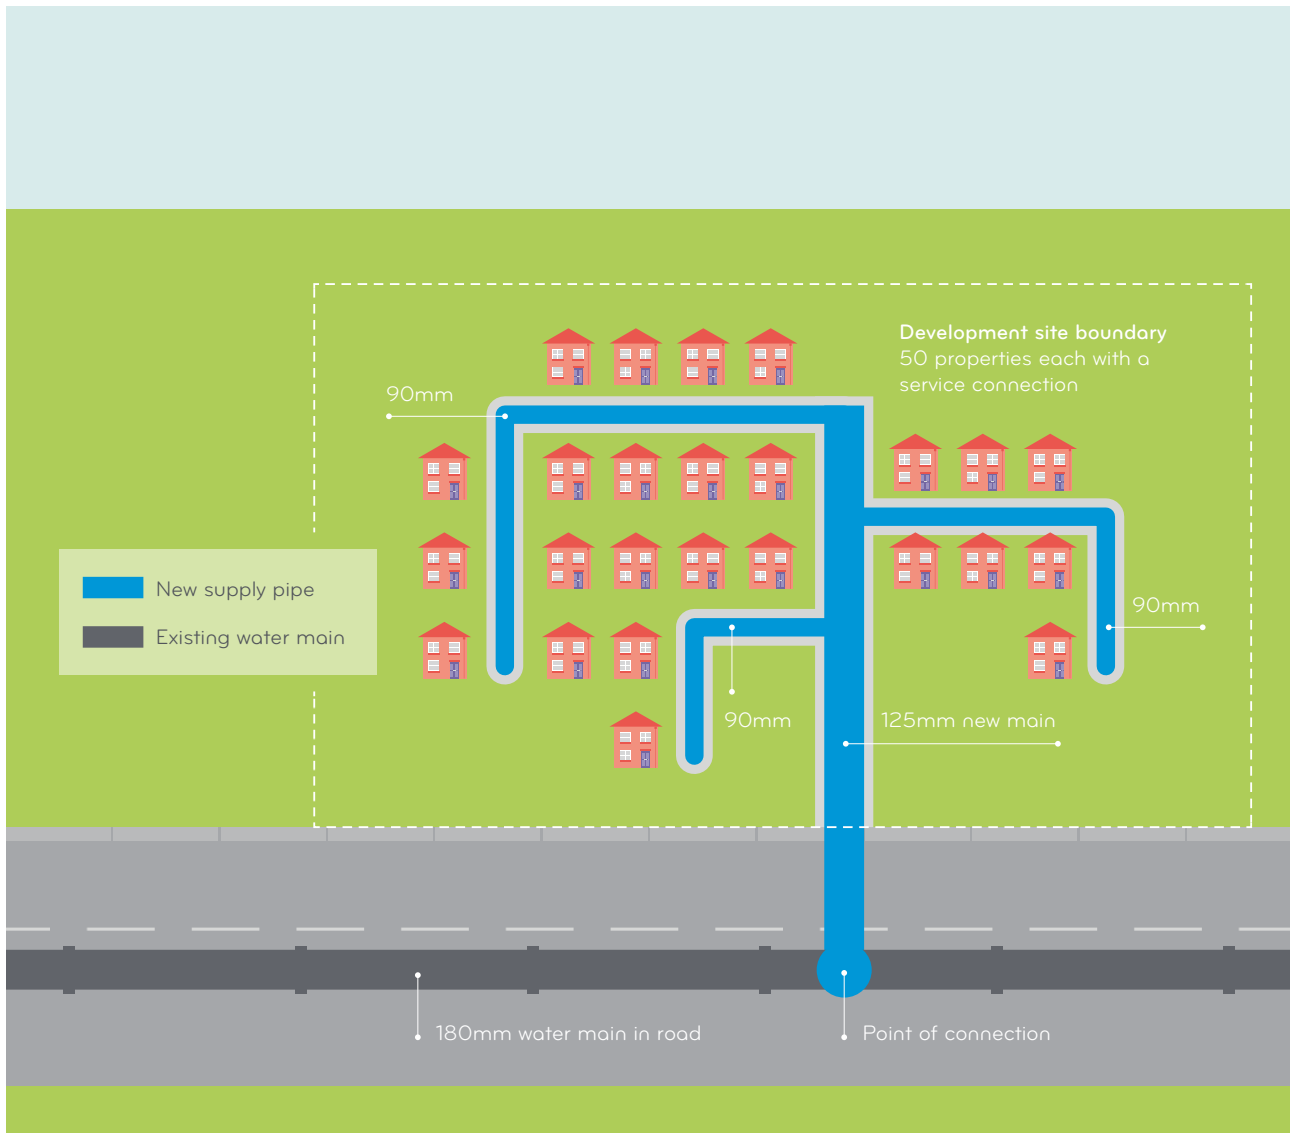 Development site boundary
50 properties each with a
service connection
90mm
New supply pipe
Existing water main
90mm
90mm
125mm new main
180mm water main in road
Point of connection